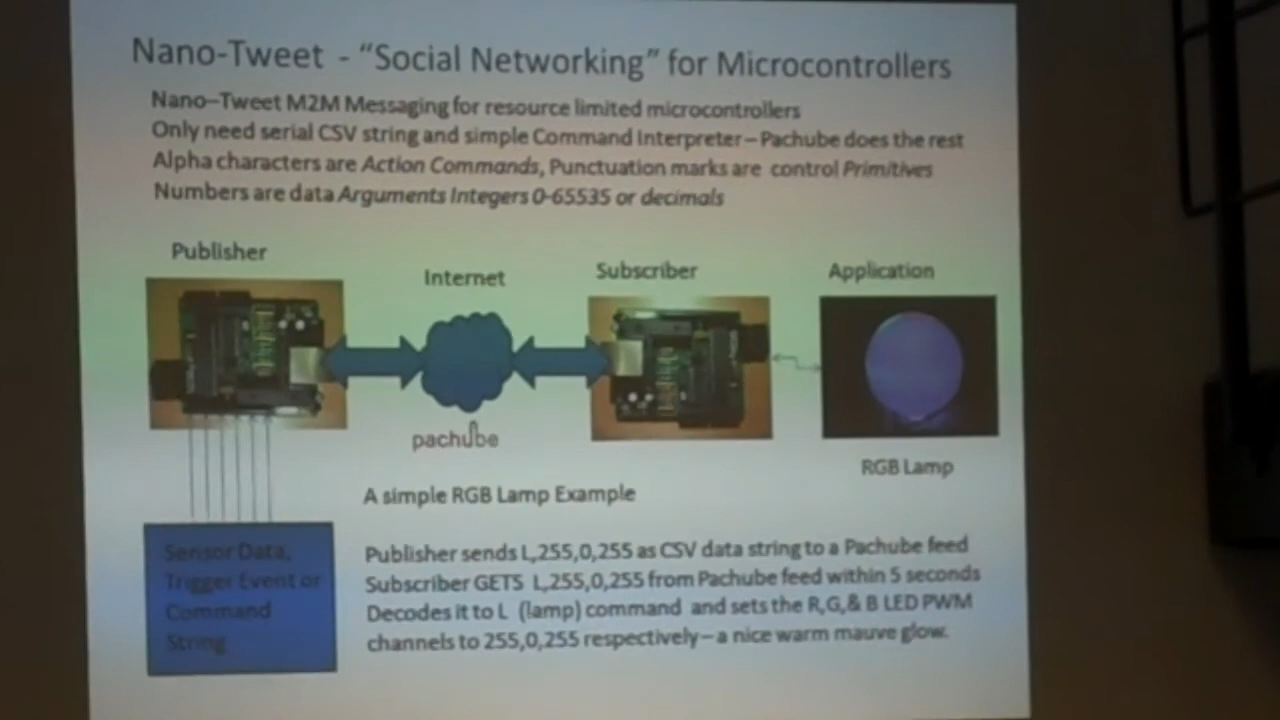 Nano-Tweet - “Social Networking” for Microcontrollers
Nano–Tweet M2M Messaging for resource limited microcontrollers
Only need serial CSV string and simple Command Interpreter – Pachube does the rest
Alpha characters are Action Commands, Punctuation marks are control Primitives
Numbers are data Arguments Integers 0-65535 or decimals
Publisher
Internet
Subscriber
Application
pachube
RGB Lamp
A simple RGB Lamp Example
Sensor Data,
Trigger Event or
Command
String
Publisher sends L,255,0,255 as CSV data string to a Pachube feed
Subscriber GETS L,255,0,255 from Pachube feed within 5 seconds
Decodes it to L (lamp) command and sets the R,G,& B LED PWM
channels to 255,0,255 respectively – a nice warm mauve glow.